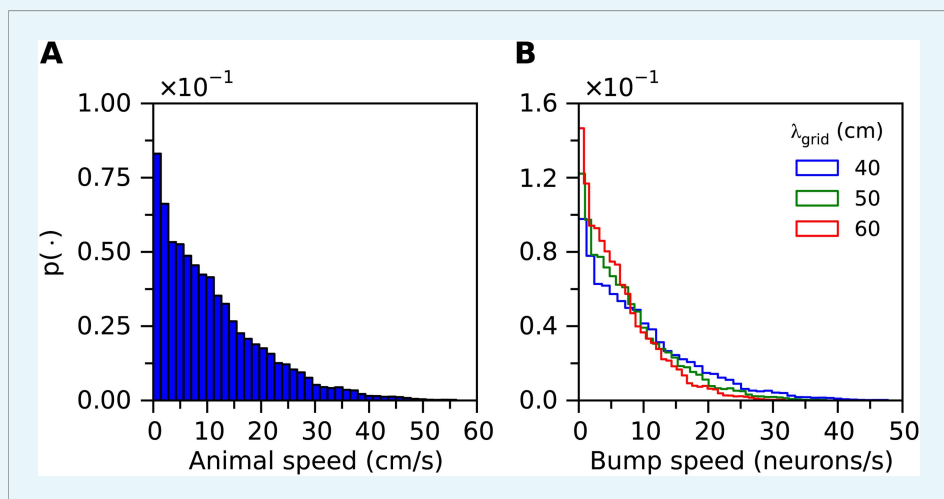 A
×10⁻¹
1.00
0.75
0.50
0.25
0.00
p(·)
0 10 20 30 40 50 60
Animal speed (cm/s)
B
×10⁻¹
1.6
1.2
0.8
0.4
0.0
λgrid (cm)
40
50
60
0 10 20 30 40 50
Bump speed (neurons/s)